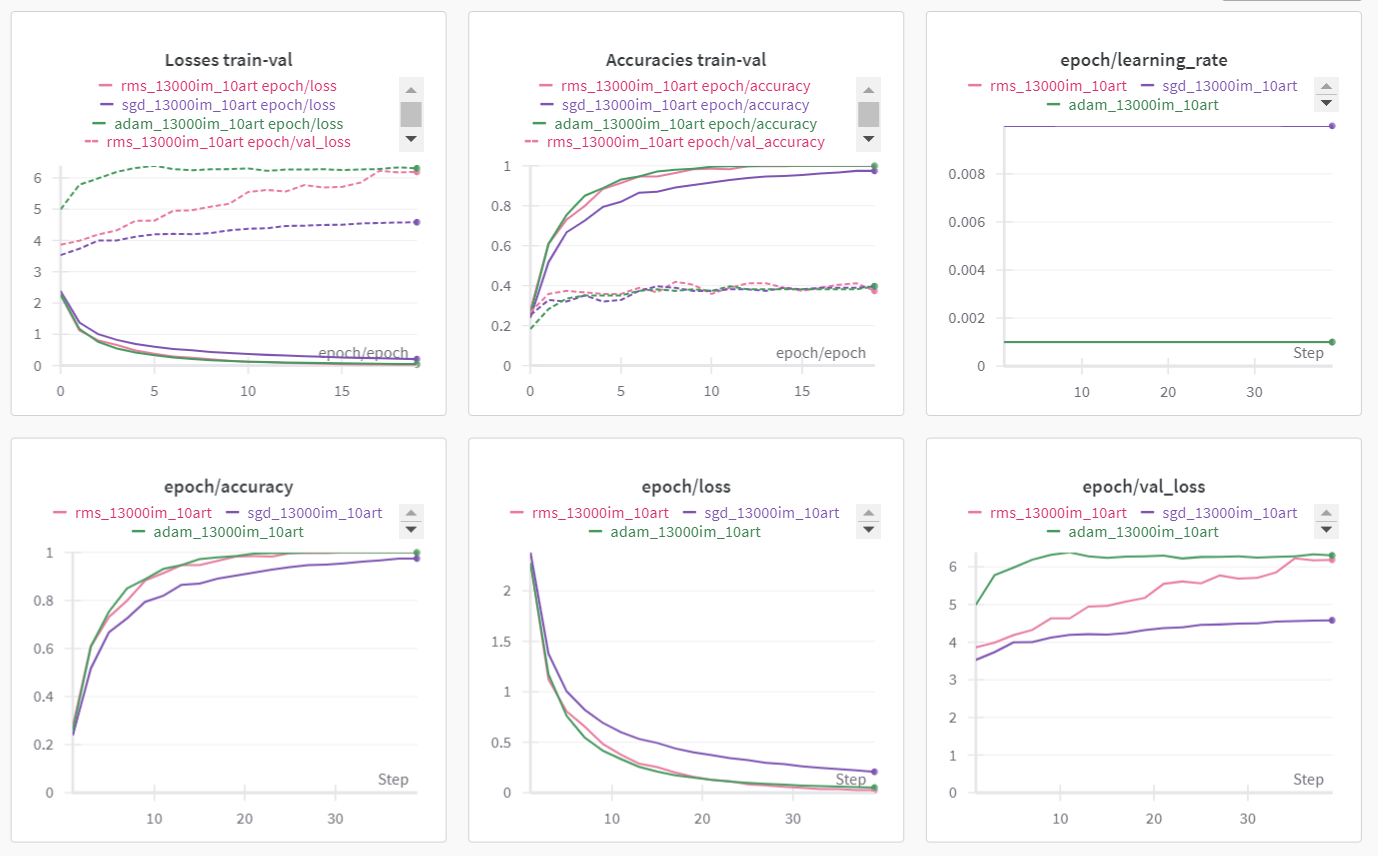 Losses train-val
rms_13000im_10art epoch/loss
sgd_13000im_10art epoch/loss
adam_13000im_10art epoch/loss
rms_13000im_10art epoch/val_loss
6
5
4
3
2
1
0
epoch/epoch
0 5 10 15
Accuracies train-val
rms_13000im_10art epoch/accuracy
sgd_13000im_10art epoch/accuracy
adam_13000im_10art epoch/accuracy
rms_13000im_10art epoch/val_accuracy
1
0.8
0.6
0.4
0.2
0
epoch/epoch
0 5 10 15
epoch/learning_rate
rms_13000im_10art sgd_13000im_10art
adam_13000im_10art
0.008
0.006
0.004
0.002
0
Step
10 20 30
epoch/accuracy
rms_13000im_10art sgd_13000im_10art
adam_13000im_10art
1
0.8
0.6
0.4
0.2
0
Step
10 20 30
epoch/loss
rms_13000im_10art sgd_13000im_10art
adam_13000im_10art
2
1.5
1
0.5
0
Step
10 20 30
epoch/val_loss
rms_13000im_10art sgd_13000im_10art
adam_13000im_10art
6
5
4
3
2
1
0
Step
10 20 30